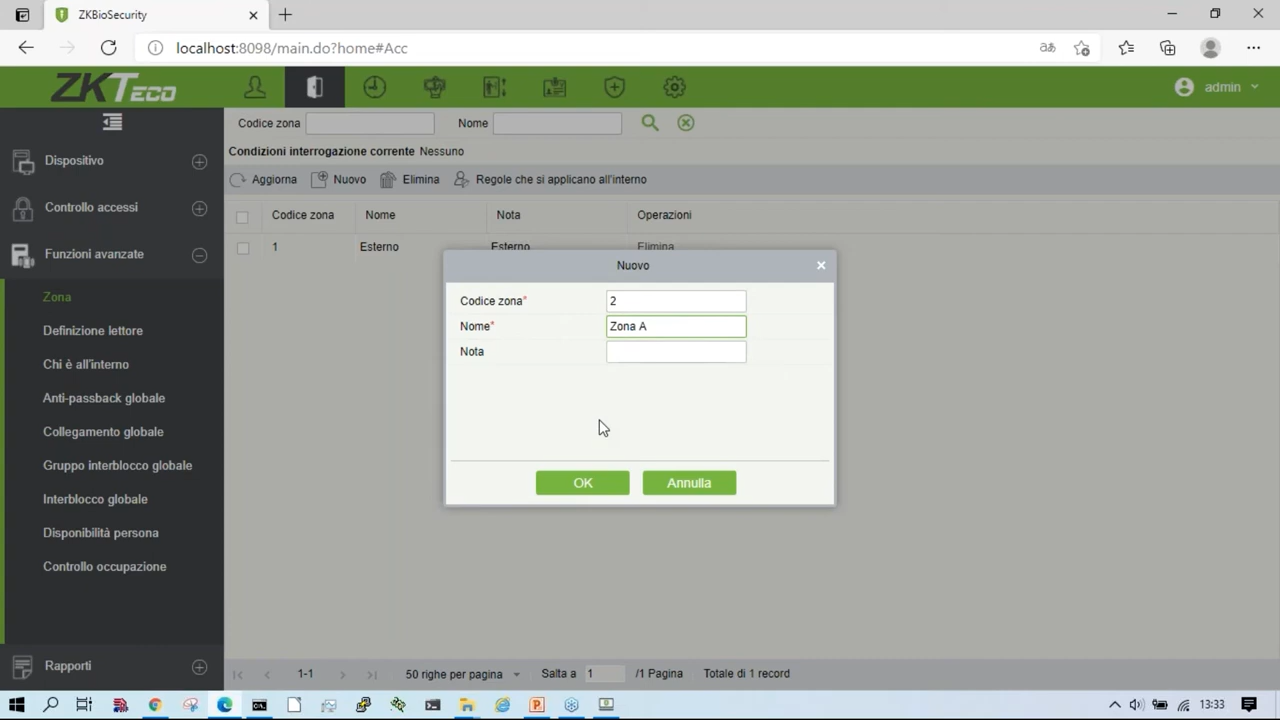 ZKBioSecurity
localhost:8098/main.do?home#Acc
ZKTeco
admin
Codice zona
Nome
Condizioni interrogazione corrente Nessuno
Aggiorna Nuovo Elimina Regole che si applicano all'interno
Codice zona Nome Nota Operazioni
1 Esterno Esterno Elimina
Dispositivo
Controllo accessi
Funzioni avanzate
Zona
Definizione lettore
Chi è all'interno
Anti-passback globale
Collegamento globale
Gruppo interblocco globale
Interblocco globale
Disponibilità persona
Controllo occupazione
Rapporti
Nuovo
Codice zona* 2
Nome* Zona A
Nota
OK Annulla
1-1 50 righe per pagina Salta a 1 /1 Pagina Totale di 1 record
13:33